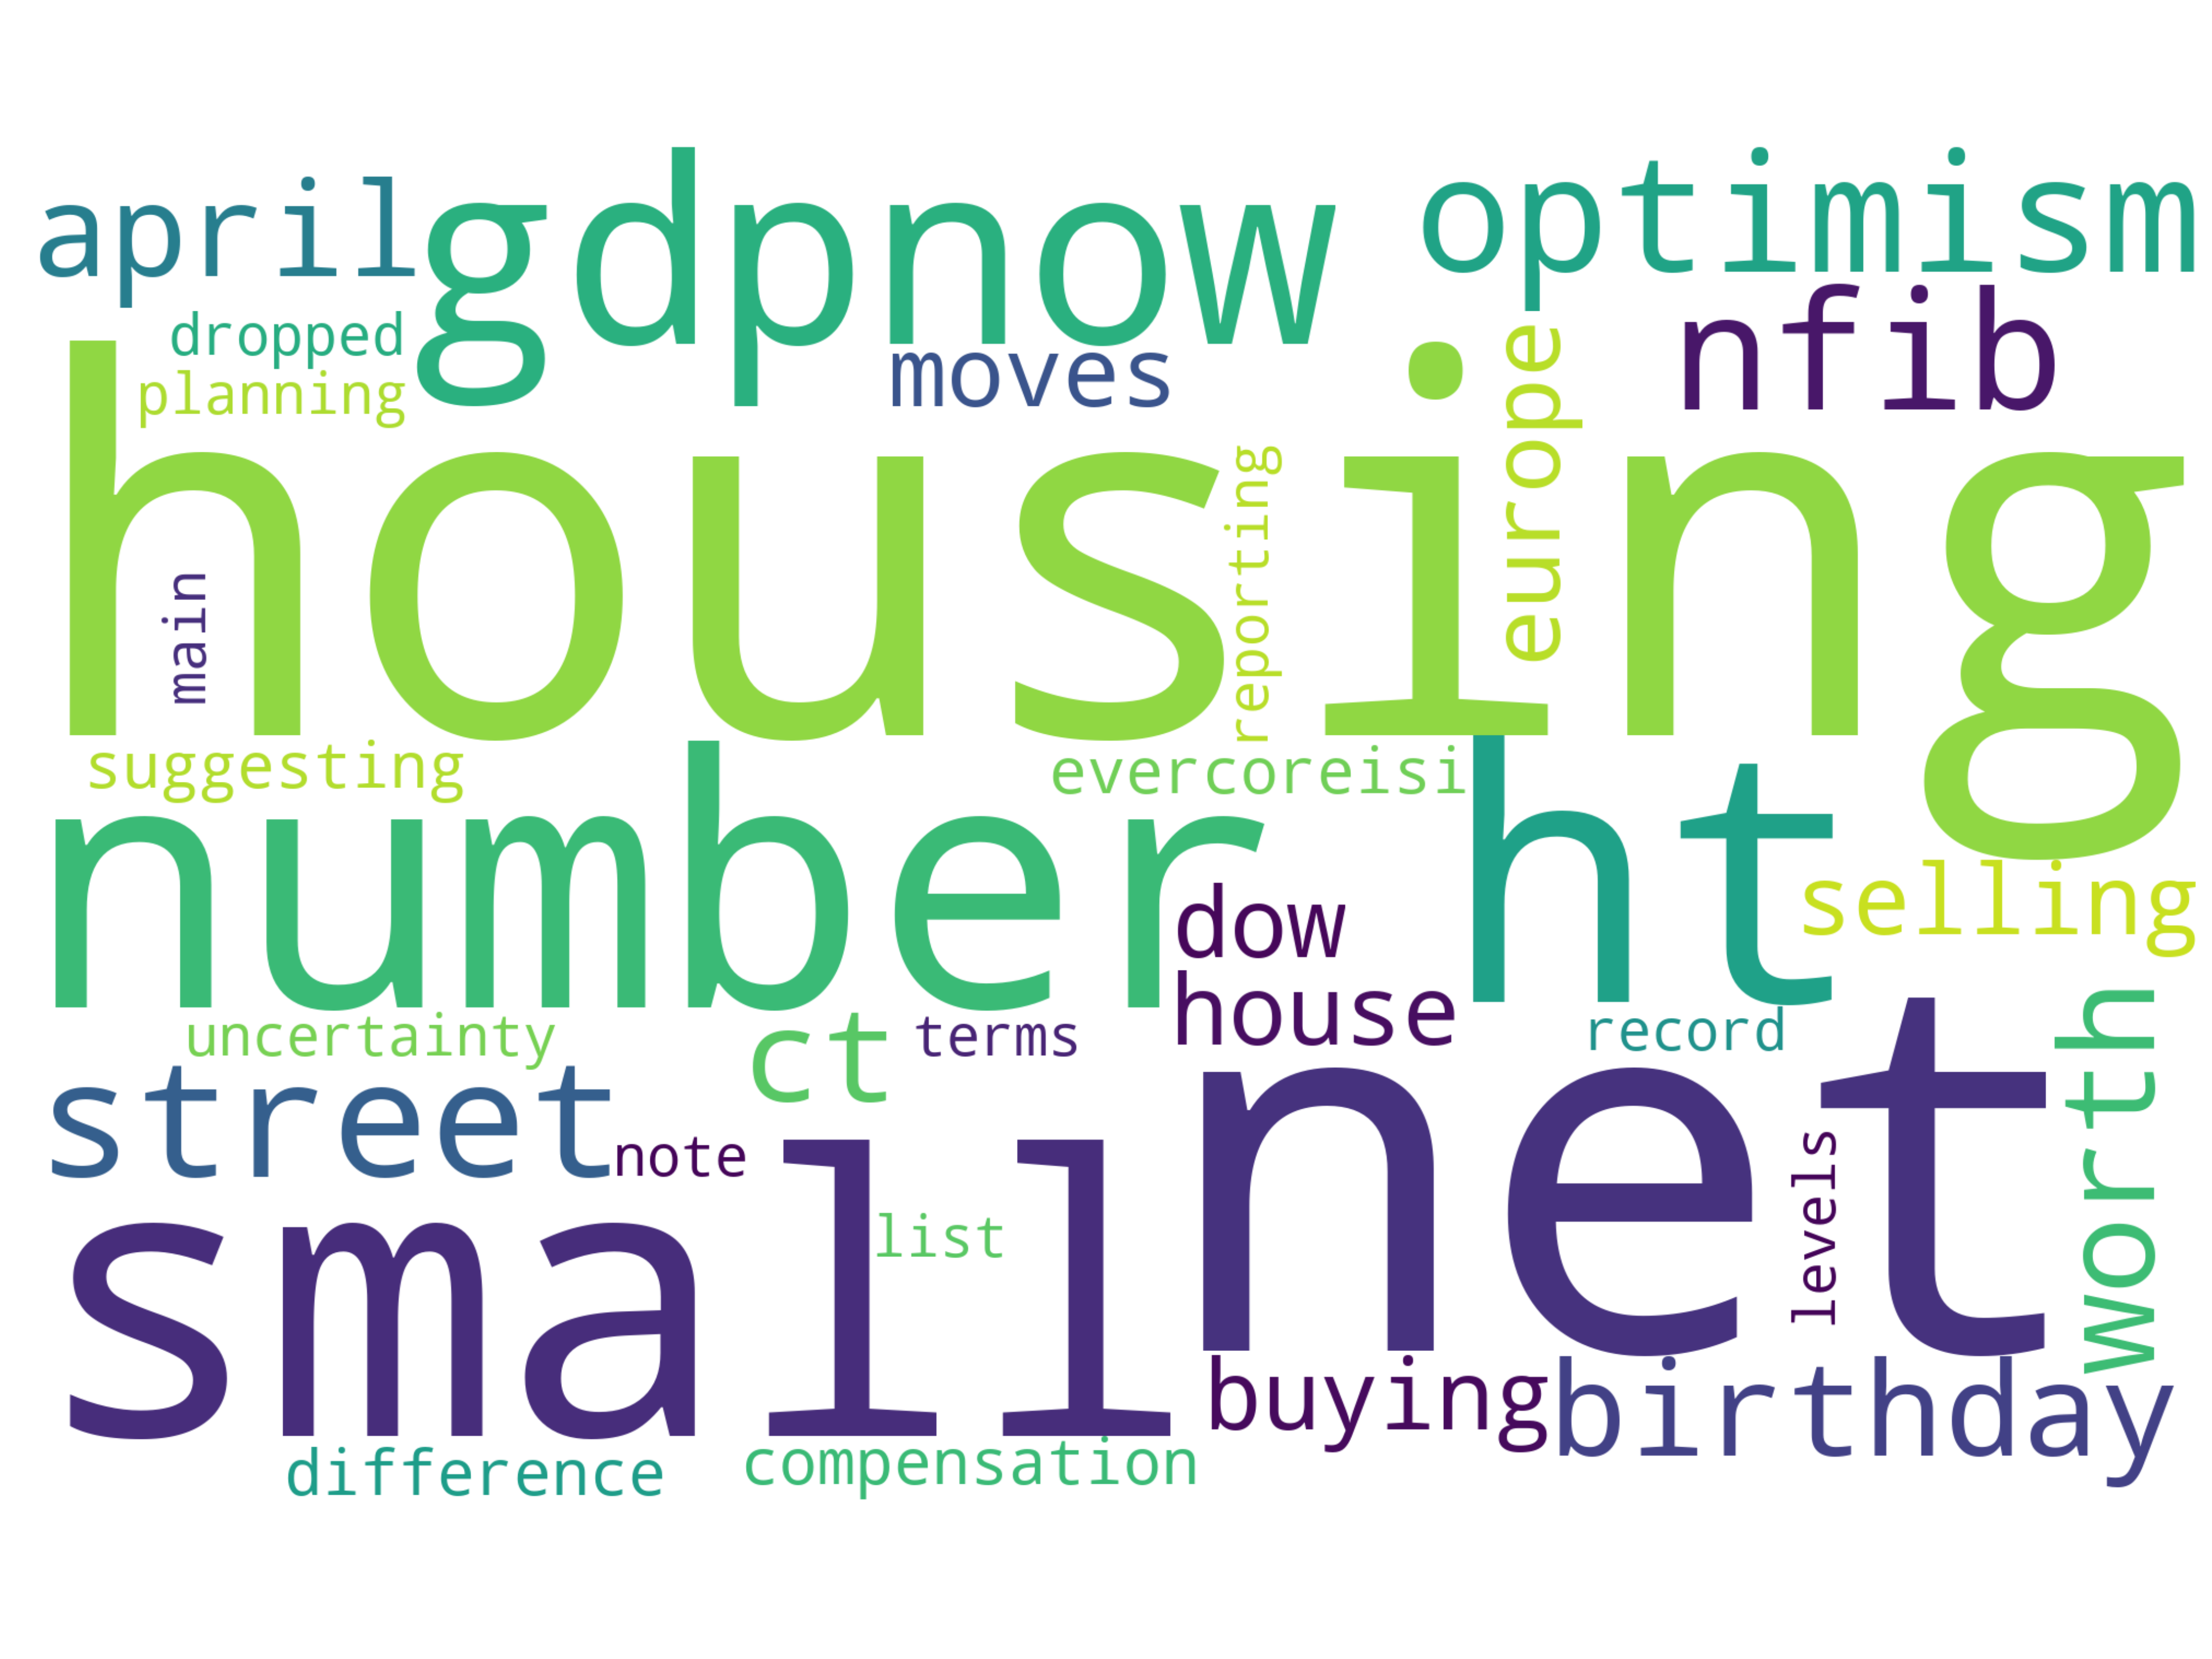 april
gdpnow
optimism
dropped
planning
moves
europe
nfib
housing
main
reporting
suggesting
evercoreisi
number
ht
selling
dow
house
uncertainty
ct
terms
record
worth
street
note
net
levels
small
list
buying
birthday
difference
compensation